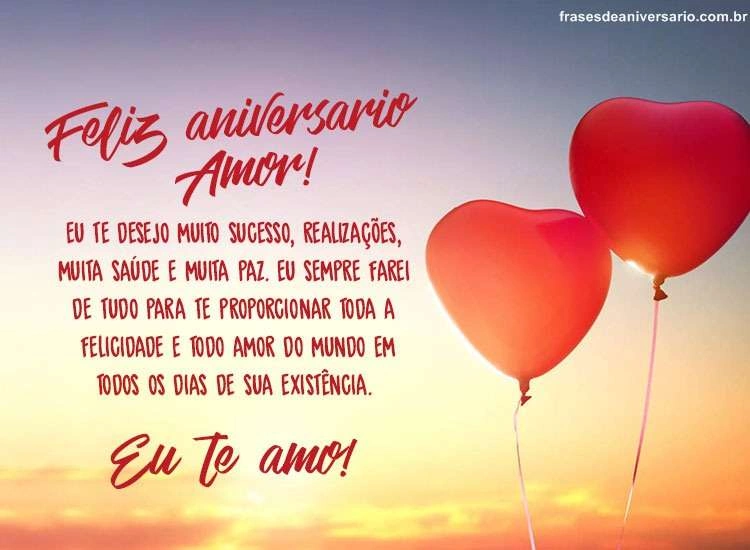 frasesdeaniversario.com.br
Feliz aniversario
Amor!
EU TE DESEJO MUITO SUCESSO, REALIZAÇÕES,
MUITA SAÚDE E MUITA PAZ. EU SEMPRE FAREI
DE TUDO PARA TE PROPORCIONAR TODA A
FELICIDADE E TODO AMOR DO MUNDO EM
TODOS OS DIAS DE SUA EXISTÊNCIA.
Eu te amo!